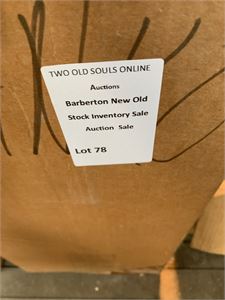 TWO OLD SOULS ONLINE
Auctions
Barberton New Old
Stock Inventory Sale
Auction Sale
Lot 78